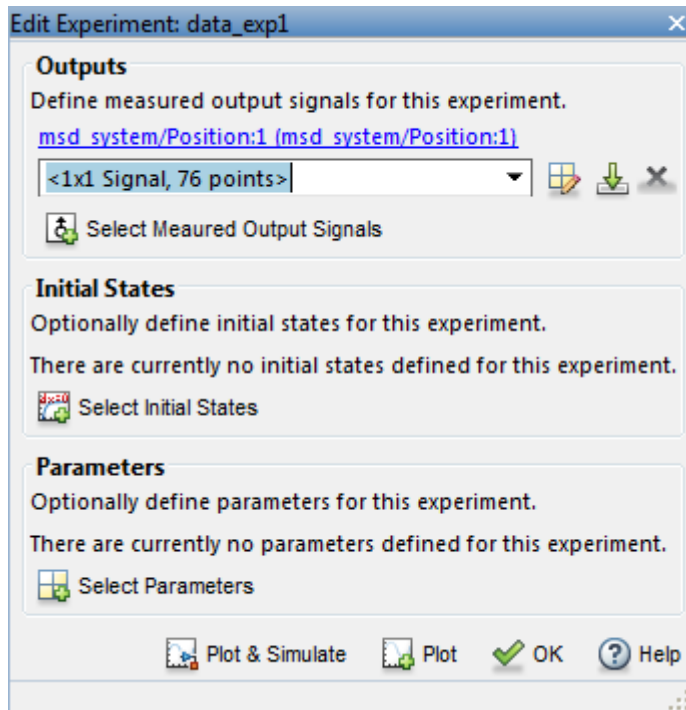 Edit Experiment: data_exp1
Outputs
Define measured output signals for this experiment.
msd_system/Position:1 (msd_system/Position:1)
<1x1 Signal, 76 points>
Select Meaured Output Signals
Initial States
Optionally define initial states for this experiment.
There are currently no initial states defined for this experiment.
Select Initial States
Parameters
Optionally define parameters for this experiment.
There are currently no parameters defined for this experiment.
Select Parameters
Plot & Simulate Plot OK Help